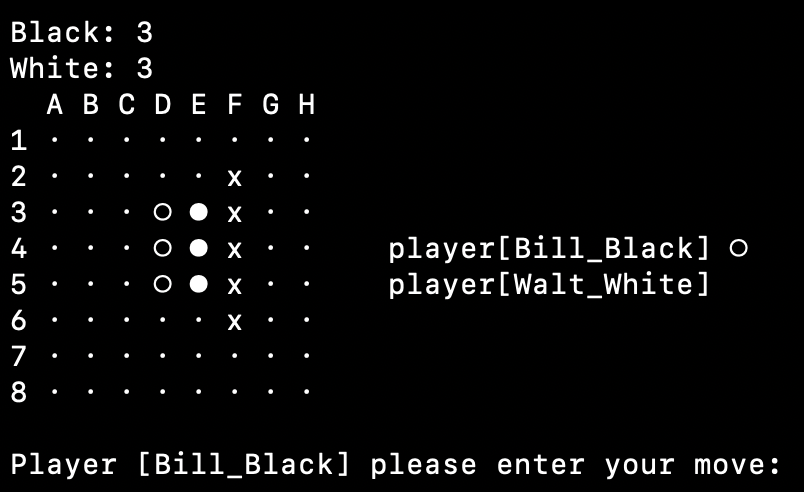 Black: 3
White: 3
A B C D E F G H
1 · · · · · · · ·
2 · · · · · x · ·
3 · · · ○ ● x · ·
4 · · · ○ ● x · · player[Bill_Black] ○
5 · · · ○ ● x · · player[Walt_White]
6 · · · · · x · ·
7 · · · · · · · ·
8 · · · · · · · ·
Player [Bill_Black] please enter your move: